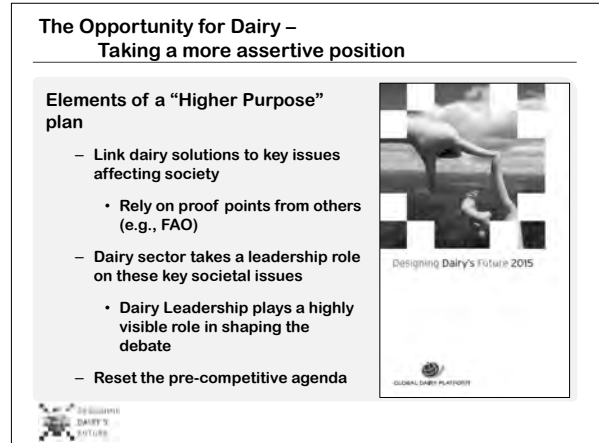 The Opportunity for Dairy –
Taking a more assertive position
Elements of a “Higher Purpose”
plan
– Link dairy solutions to key issues
affecting society
• Rely on proof points from others
(e.g., FAO)
– Dairy sector takes a leadership role
on these key societal issues
• Dairy Leadership plays a highly
visible role in shaping the
debate
– Reset the pre-competitive agenda
Designing Dairy's Future 2015
GLOBAL DAIRY PLATFORM
DESIGNING
DAIRY'S
FUTURE